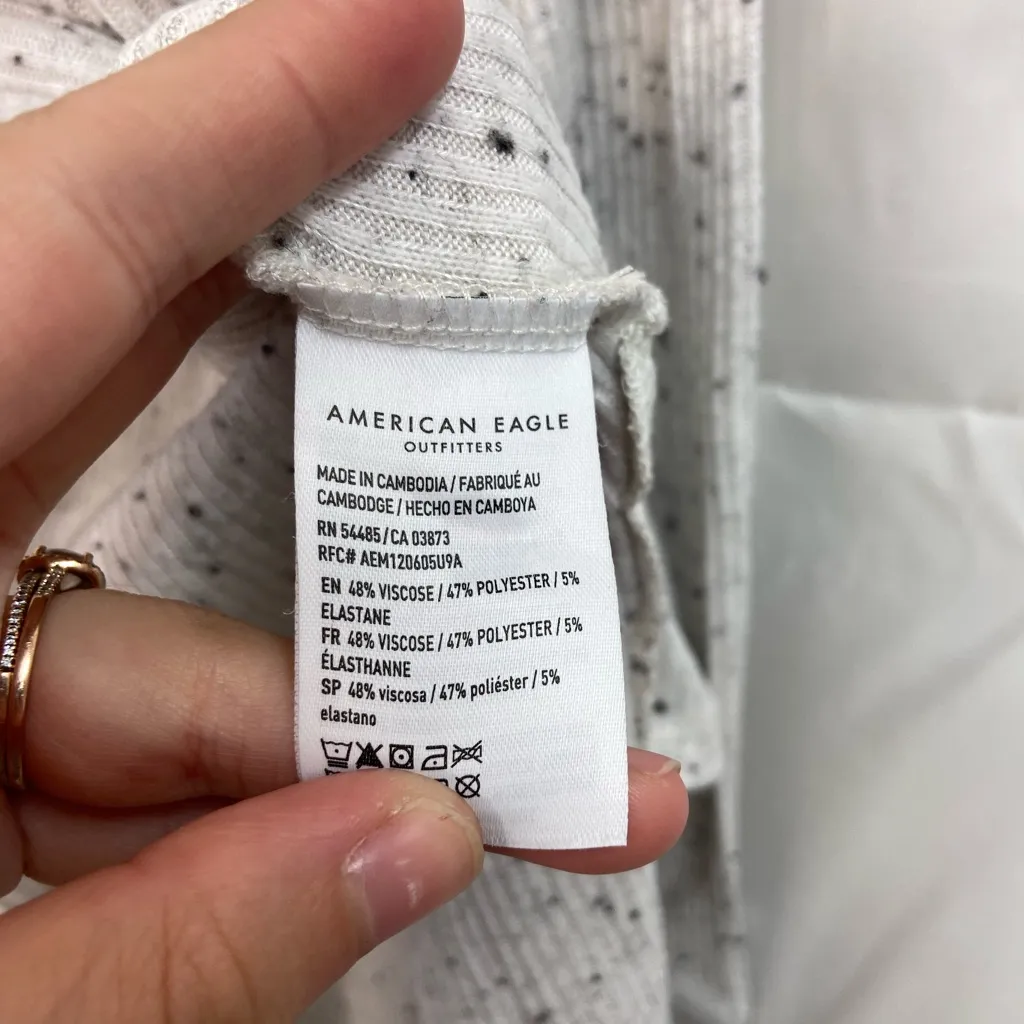 AMERICAN EAGLE
OUTFITTERS
MADE IN CAMBODIA / FABRIQUÉ AU
CAMBODGE / HECHO EN CAMBOYA
RN 54485 / CA 03873
RFC# AEM120605U9A
EN 48% VISCOSE / 47% POLYESTER / 5%
ELASTANE
FR 48% VISCOSE / 47% POLYESTER / 5%
ÉLASTHANNE
SP 48% viscosa / 47% poliéster / 5%
elastano